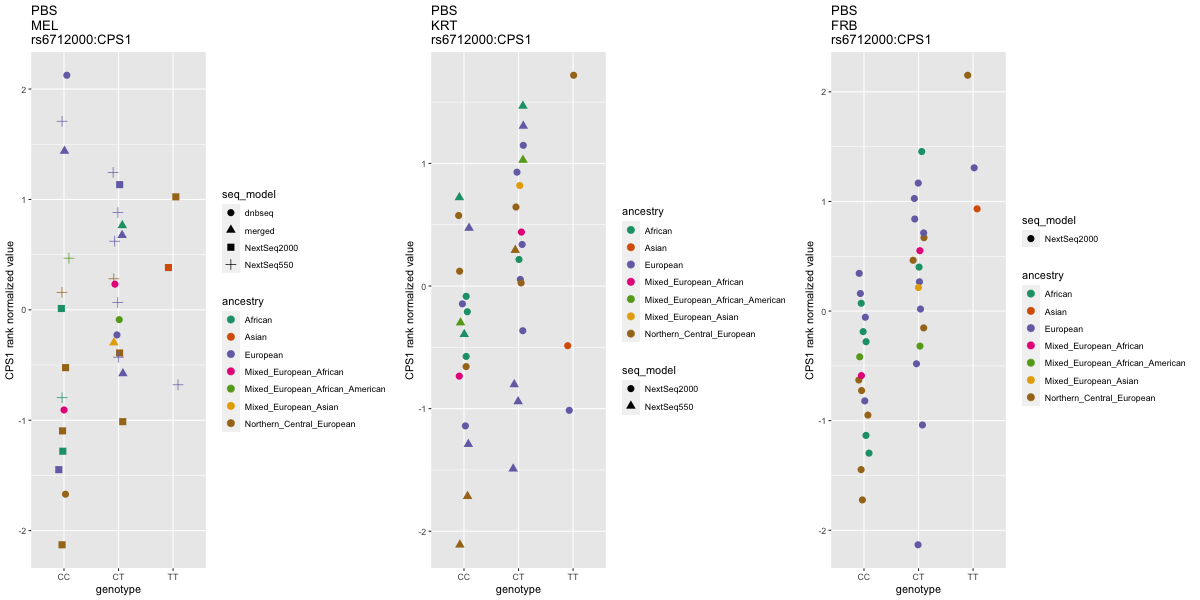 PBS
MEL
rs6712000:CPS1
CPS1 rank normalized value
2
1
0
-1
-2
CC
CT
TT
genotype
seq_model
dnbseq
merged
NextSeq2000
NextSeq550
ancestry
African
Asian
European
Mixed_European_African
Mixed_European_African_American
Mixed_European_Asian
Northern_Central_European
PBS
KRT
rs6712000:CPS1
CPS1 rank normalized value
1
0
-1
-2
CC
CT
TT
genotype
ancestry
African
Asian
European
Mixed_European_African
Mixed_European_African_American
Mixed_European_Asian
Northern_Central_European
seq_model
NextSeq2000
NextSeq550
PBS
FRB
rs6712000:CPS1
CPS1 rank normalized value
2
1
0
-1
-2
CC
CT
TT
genotype
seq_model
NextSeq2000
ancestry
African
Asian
European
Mixed_European_African
Mixed_European_African_American
Mixed_European_Asian
Northern_Central_European